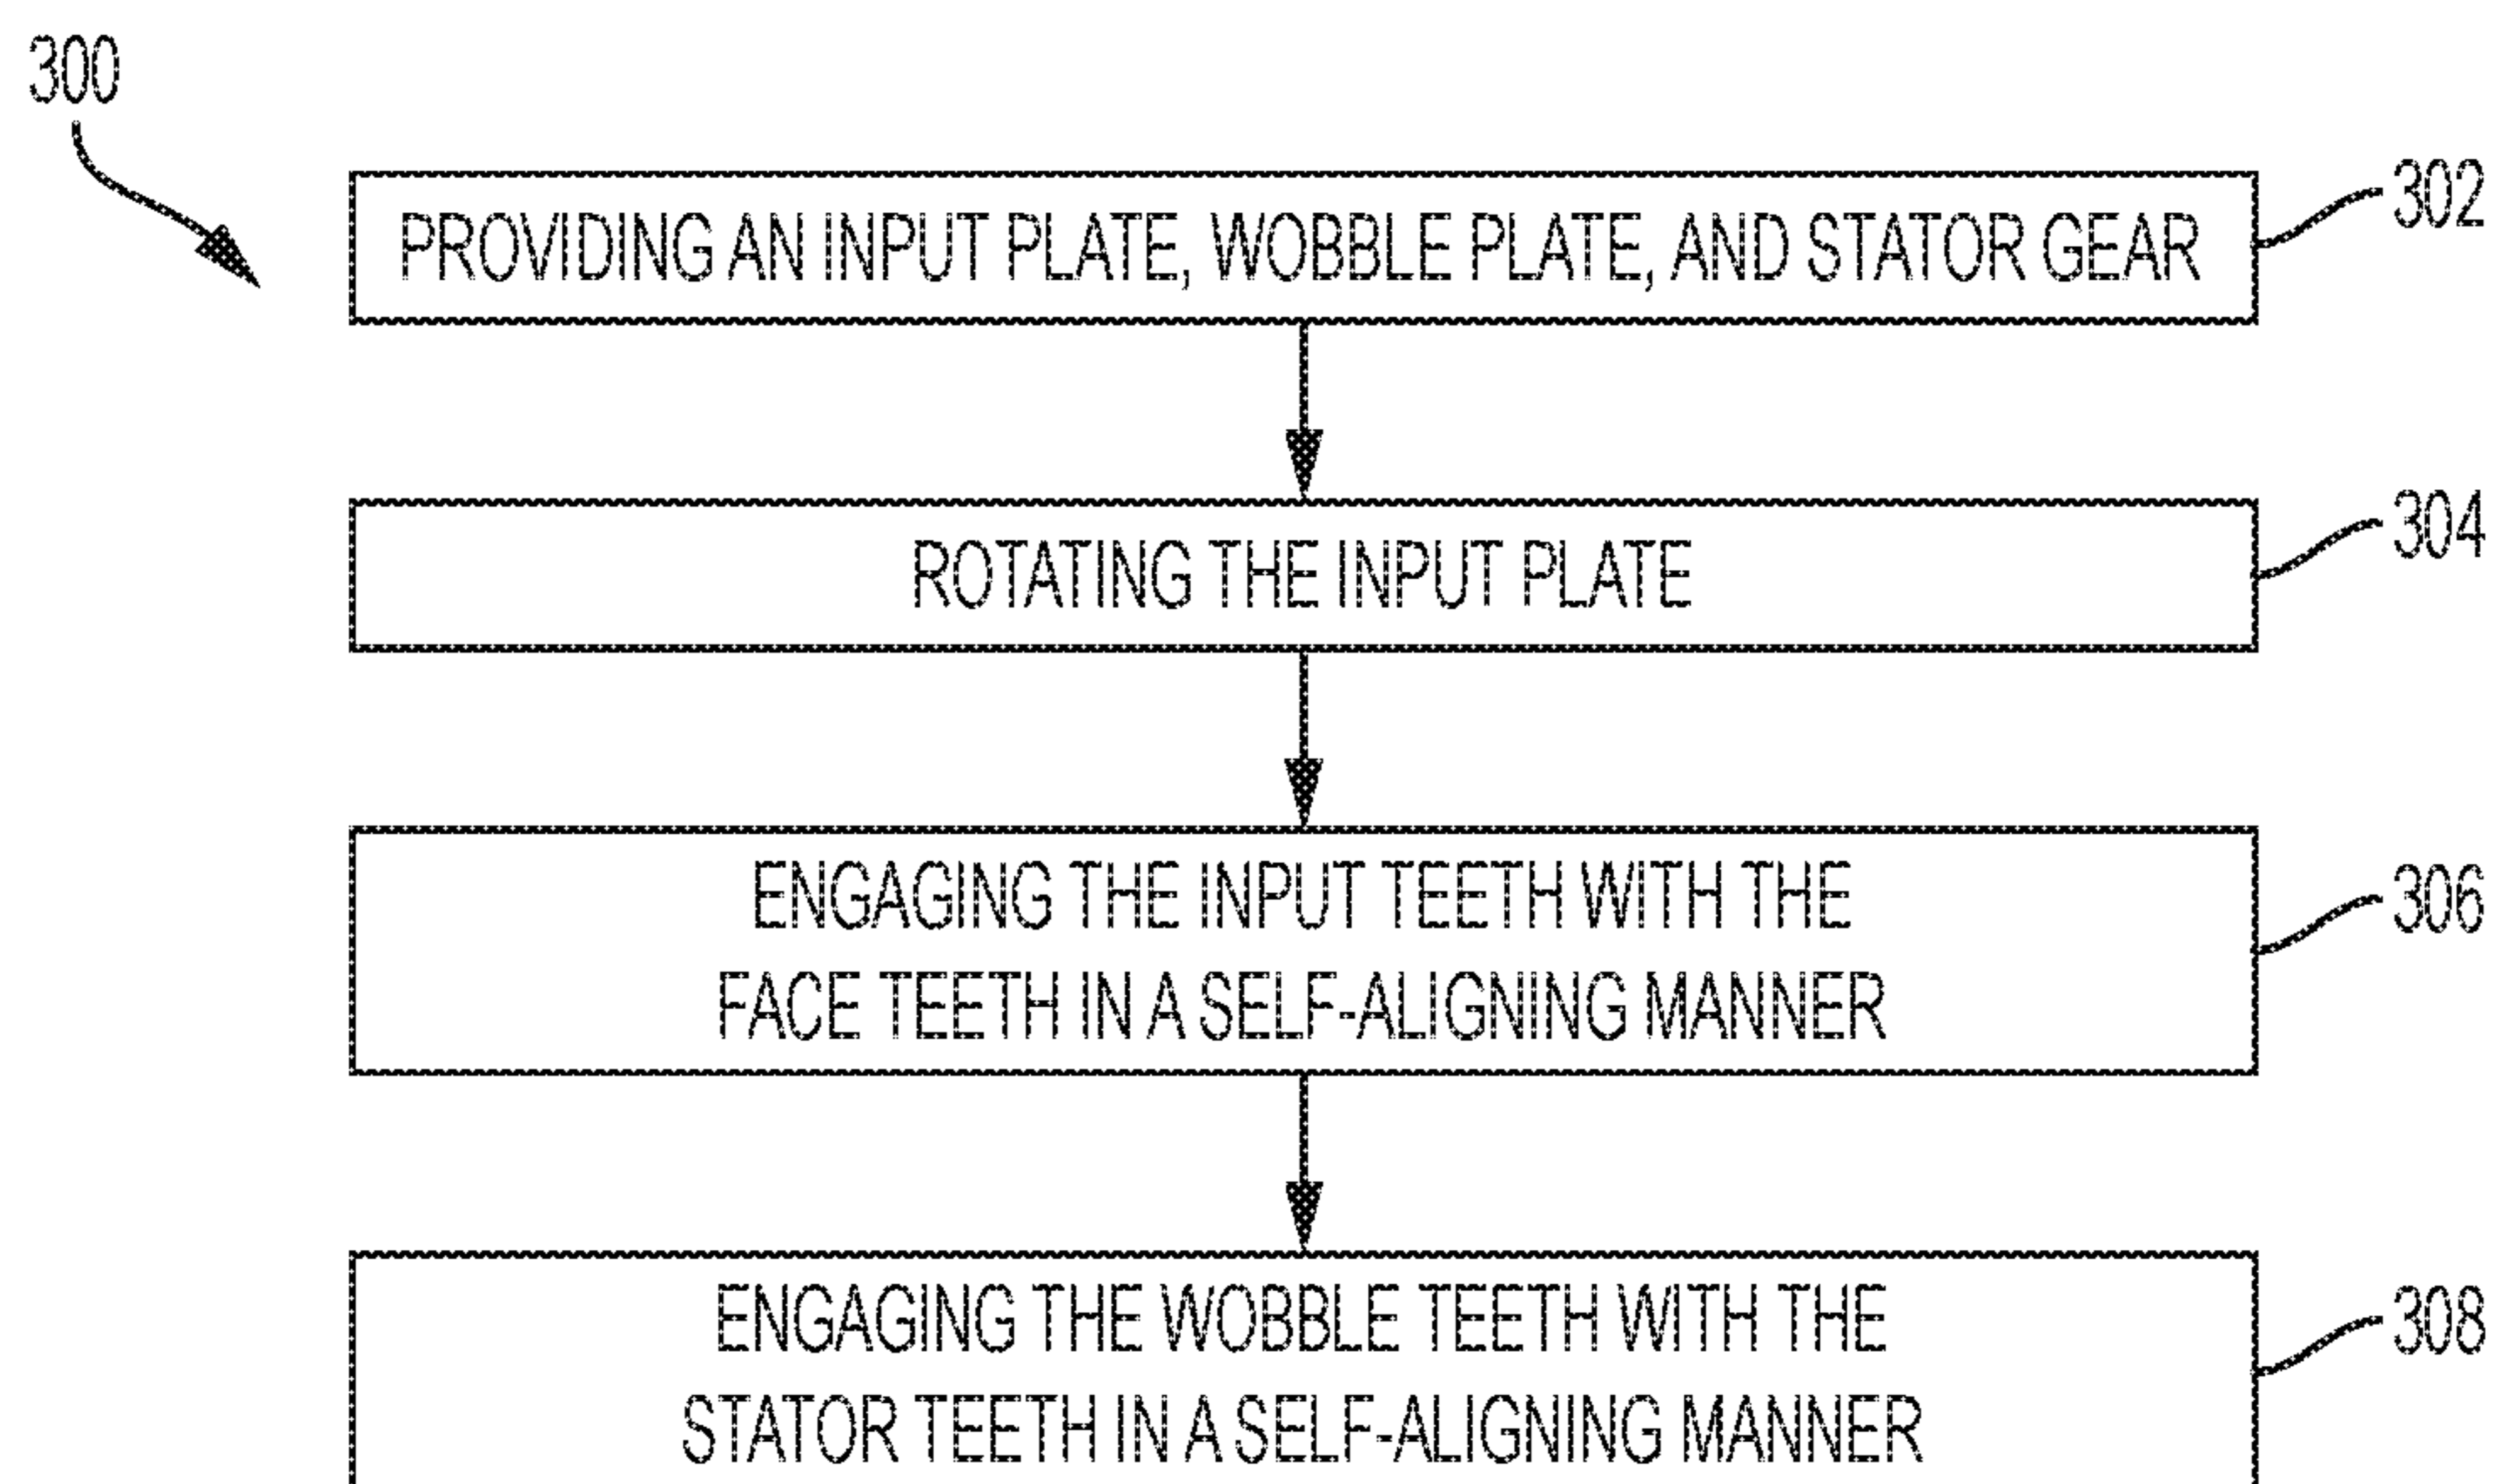 300
PROVIDING AN INPUT PLATE, WOBBLE PLATE, AND STATOR GEAR
302
ROTATING THE INPUT PLATE
304
ENGAGING THE INPUT TEETH WITH THE
FACE TEETH IN A SELF-ALIGNING MANNER
306
ENGAGING THE WOBBLE TEETH WITH THE
STATOR TEETH IN A SELF-ALIGNING MANNER
308